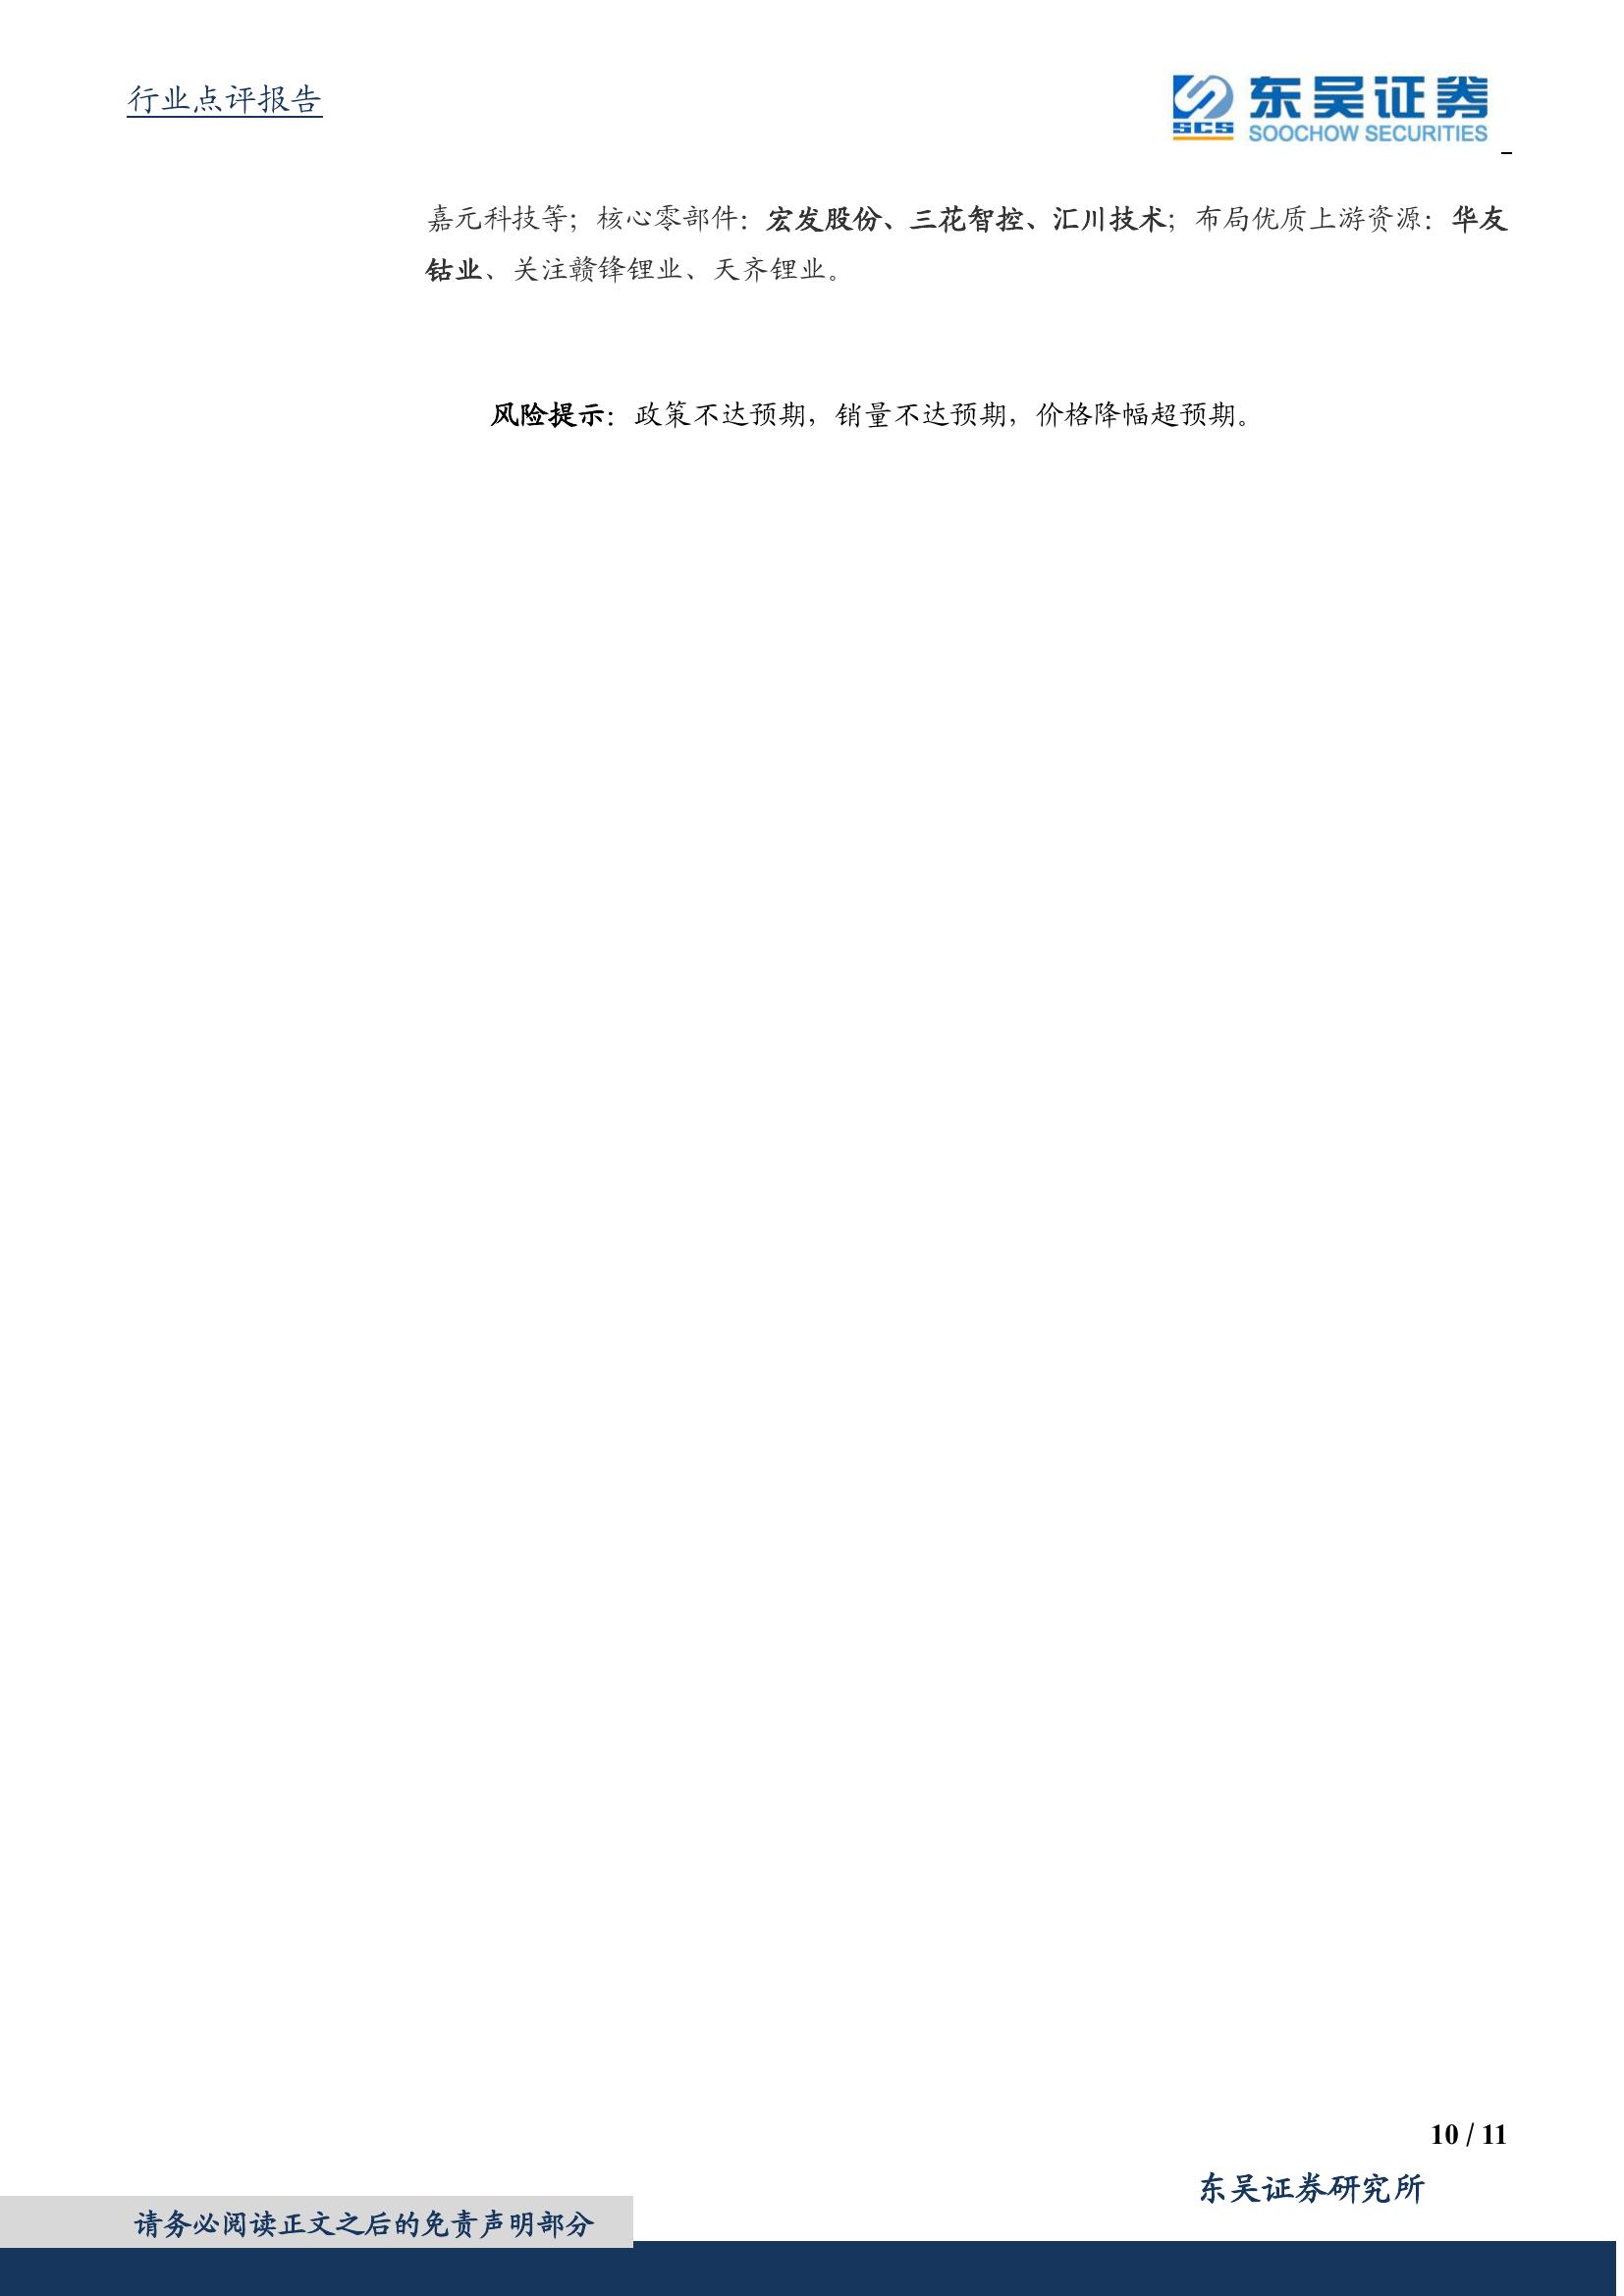 行业点评报告
SCS
东吴证券
SOOCHOW SECURITIES
嘉元科技等；核心零部件：宏发股份、三花智控、汇川技术；布局优质上游资源：华友
钴业、关注赣锋锂业、天齐锂业。
风险提示：政策不达预期，销量不达预期，价格降幅超预期。
10 / 11
东吴证券研究所
请务必阅读正文之后的免责声明部分